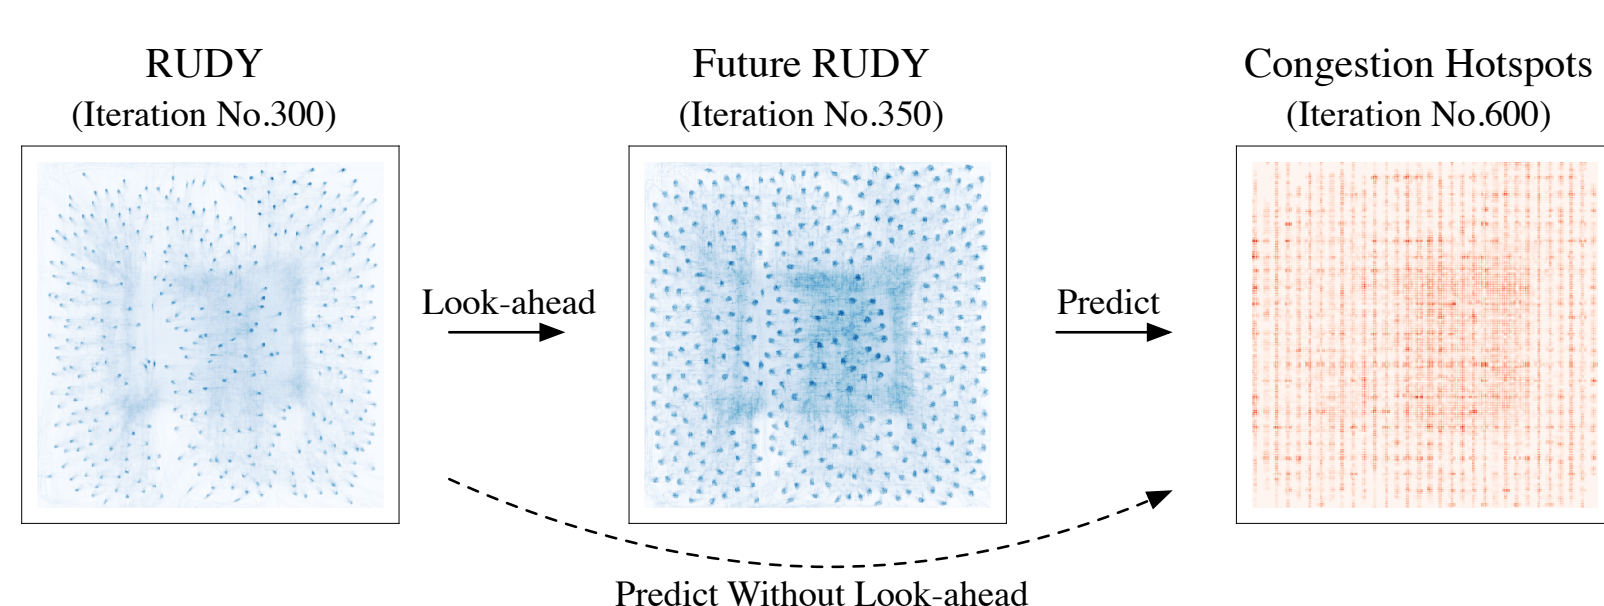 RUDY
(Iteration No.300)
Future RUDY
(Iteration No.350)
Congestion Hotspots
(Iteration No.600)
Look-ahead
Predict
Predict Without Look-ahead